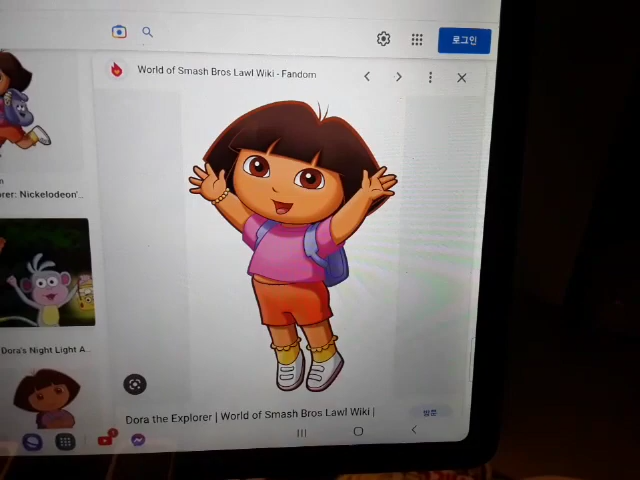 로그인
World of Smash Bros Lawl Wiki - Fandom
rer: Nickelodeon'...
Dora's Night Light A...
Dora the Explorer | World of Smash Bros Lawl Wiki |
방문